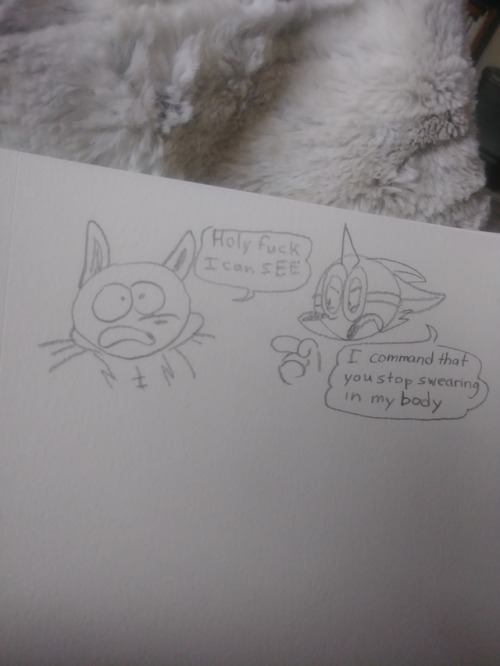 Holy fuck
I can SEE
I command that
you stop swearing
in my body